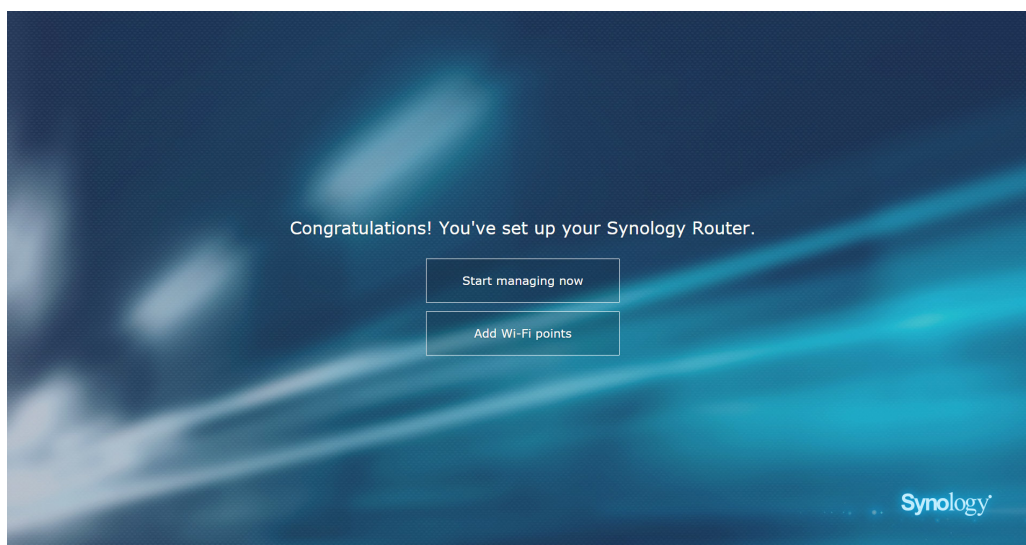 Congratulations! You've set up your Synology Router.
Start managing now
Add Wi-Fi points
Synology